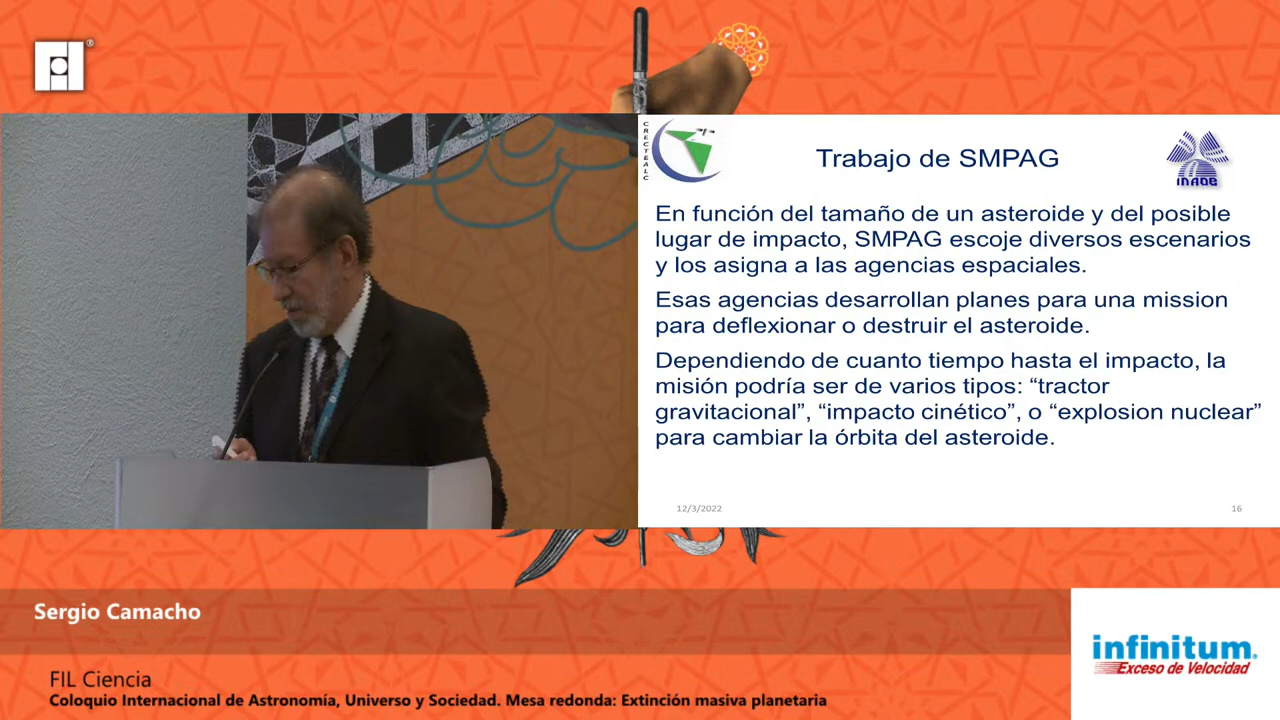 CRECTEALC
INAOE
Trabajo de SMPAG
En función del tamaño de un asteroide y del posible
lugar de impacto, SMPAG escoje diversos escenarios
y los asigna a las agencias espaciales.
Esas agencias desarrollan planes para una mission
para deflexionar o destruir el asteroide.
Dependiendo de cuanto tiempo hasta el impacto, la
misión podría ser de varios tipos: “tractor
gravitacional”, “impacto cinético”, o “explosion nuclear”
para cambiar la órbita del asteroide.
12/3/2022
16
Sergio Camacho
FIL Ciencia
Coloquio Internacional de Astronomía, Universo y Sociedad. Mesa redonda: Extinción masiva planetaria
infinitum.
Exceso de Velocidad